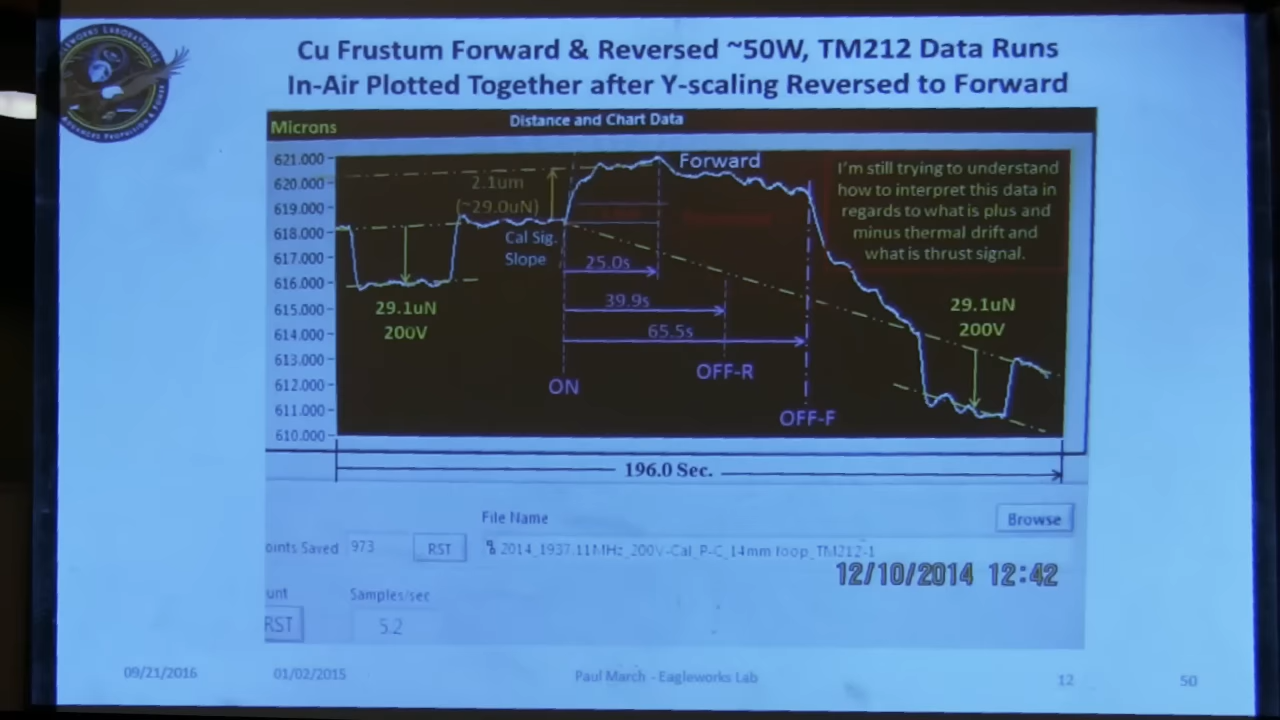 EAGLEWORKS LABORATORIES
ADVANCED PROPULSION & POWER
Cu Frustum Forward & Reversed ~50W, TM212 Data Runs
In-Air Plotted Together after Y-scaling Reversed to Forward
Microns
Distance and Chart Data
621.000
620.000
619.000
618.000
617.000
616.000
615.000
614.000
613.000
612.000
611.000
610.000
2.1um
(~29.0uN)
Forward
I'm still trying to understand
how to interpret this data in
regards to what is plus and
minus thermal drift and
what is thrust signal.
Cal Sig.
Slope
25.0s
39.9s
65.5s
29.1uN
200V
29.1uN
200V
ON
OFF-R
OFF-F
196.0 Sec.
File Name
Browse
oints Saved 973
RST
2014_1937.11MHz_200V-Cal_P-C_14mm loop_TM212-1
12/10/2014 12:42
unt
Samples/sec
RST
5.2
09/21/2016
01/02/2015
Paul March - Eagleworks Lab
12
50